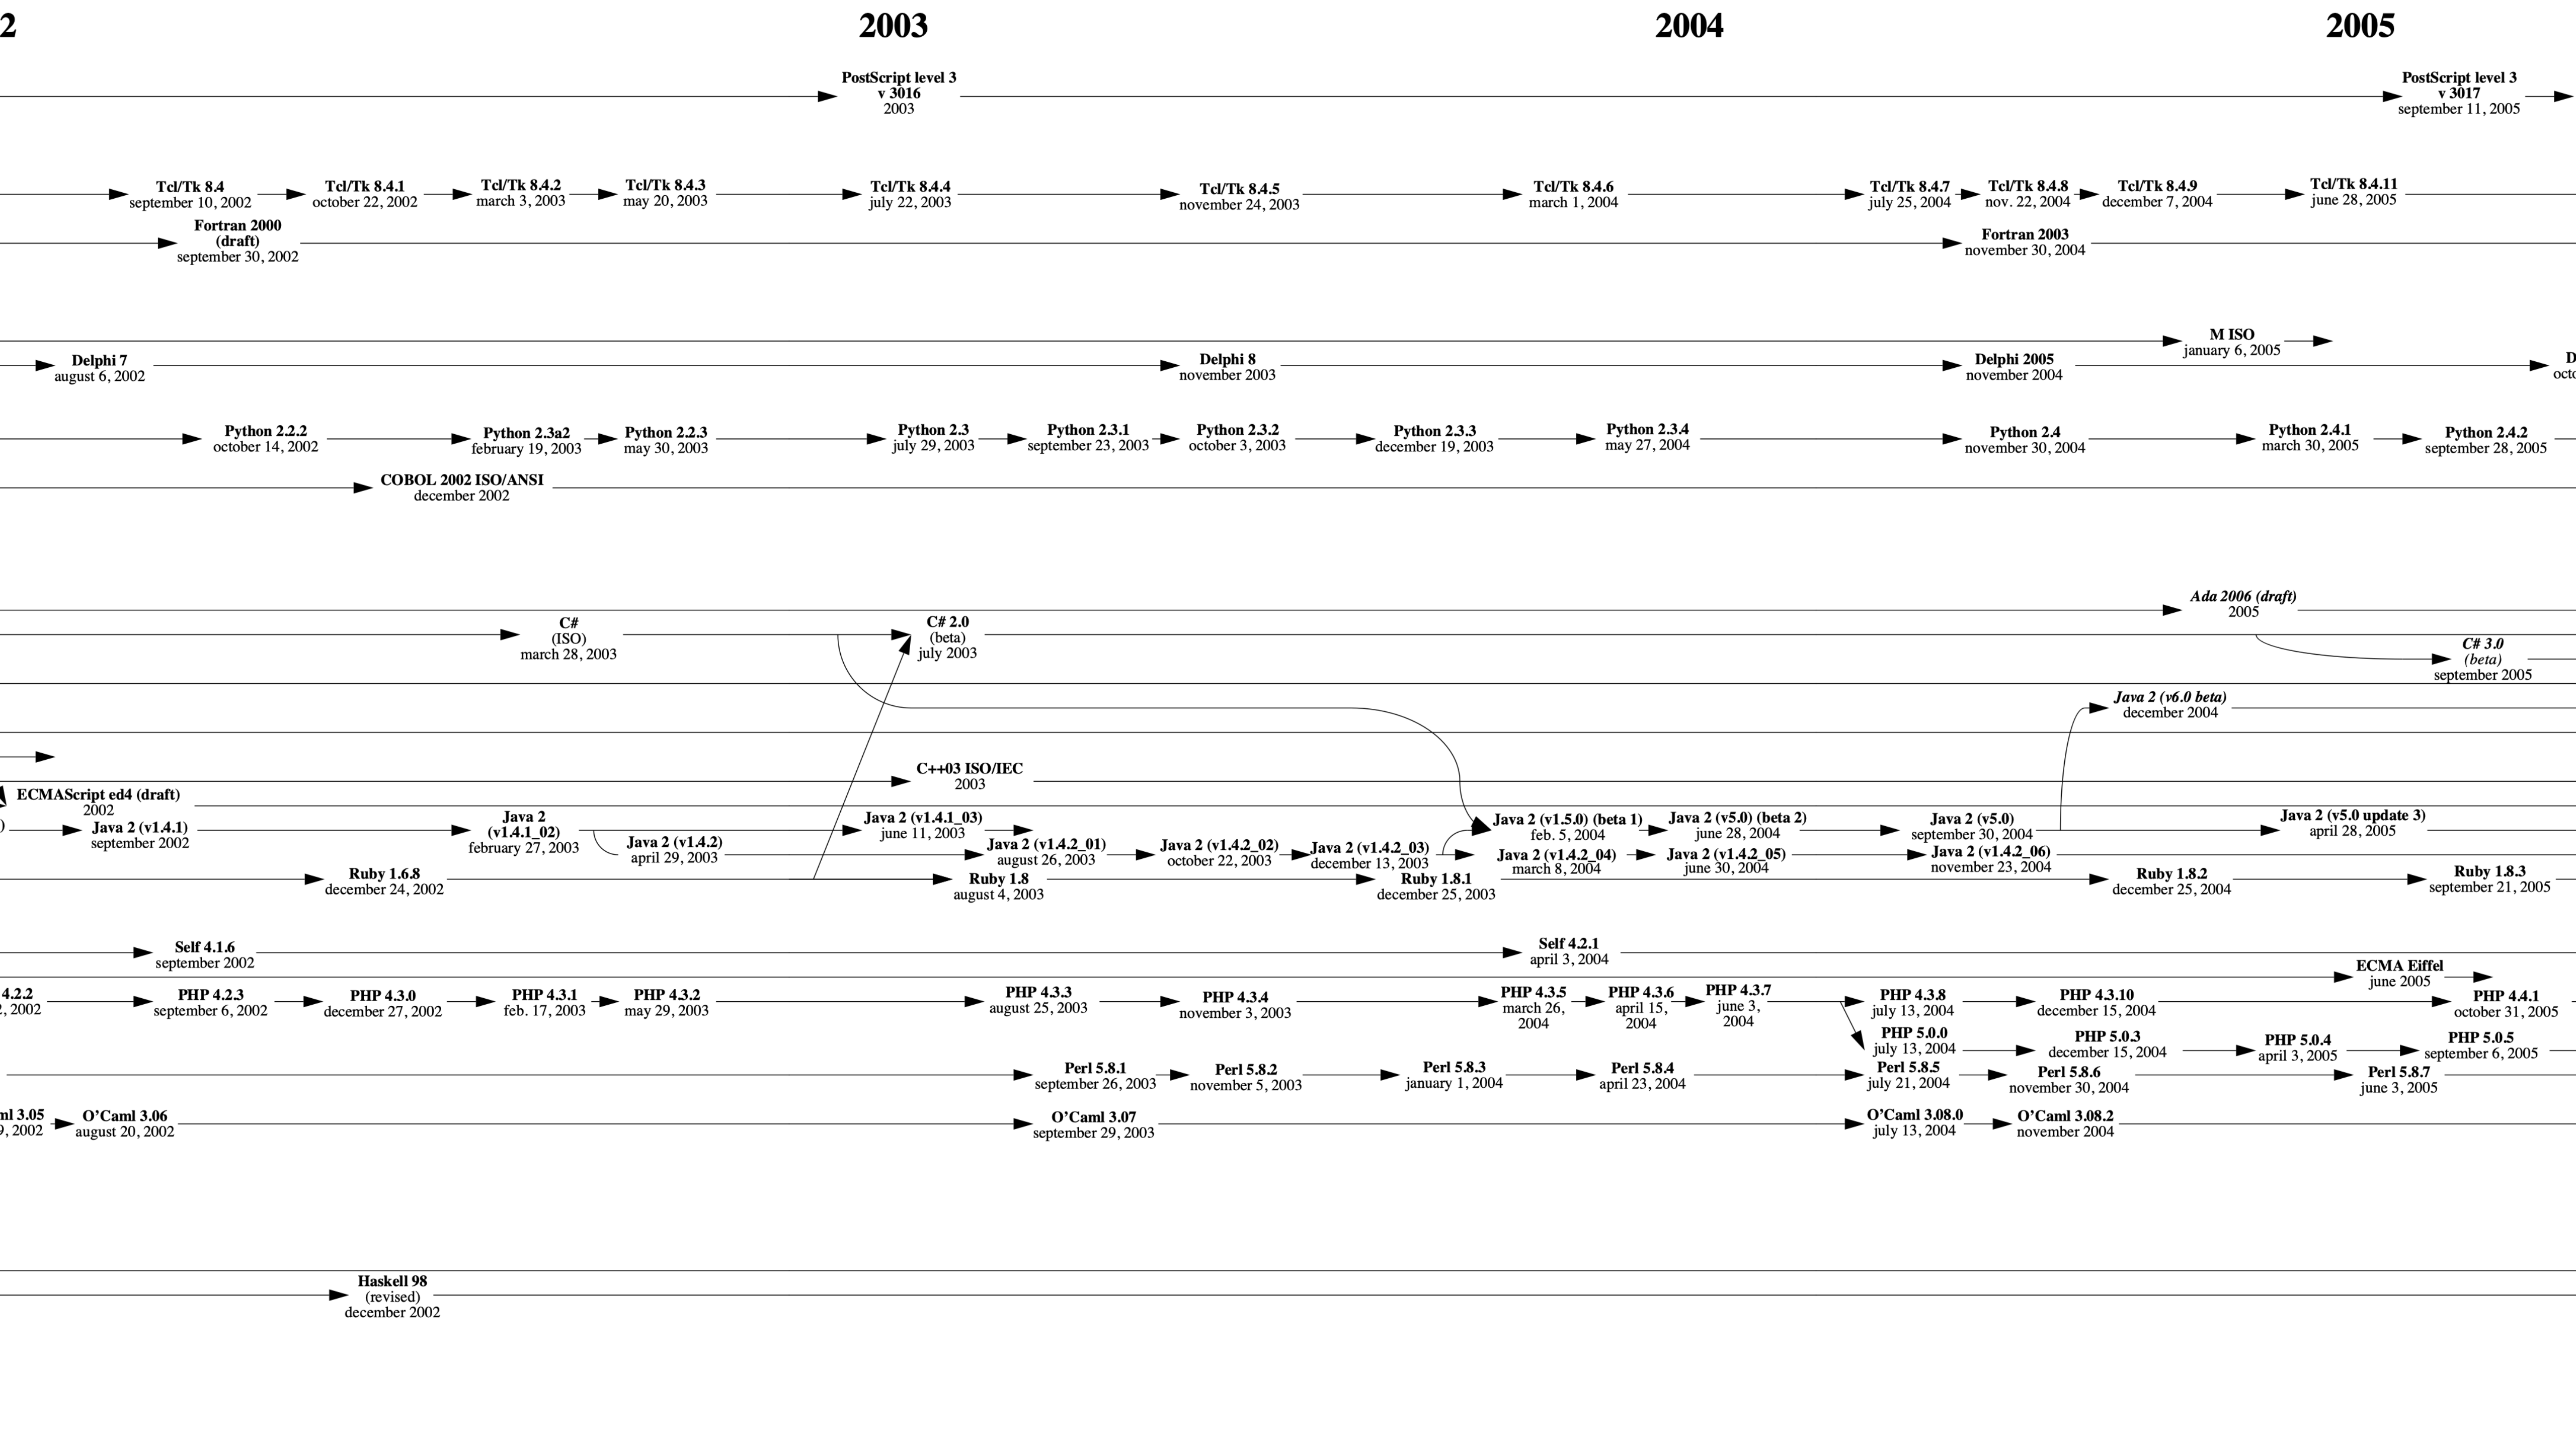 2
2003
2004
2005
PostScript level 3
v 3016
2003
PostScript level 3
v 3017
september 11, 2005
Tcl/Tk 8.4
september 10, 2002
Tcl/Tk 8.4.1
october 22, 2002
Tcl/Tk 8.4.2
march 3, 2003
Tcl/Tk 8.4.3
may 20, 2003
Tcl/Tk 8.4.4
july 22, 2003
Tcl/Tk 8.4.5
november 24, 2003
Tcl/Tk 8.4.6
march 1, 2004
Tcl/Tk 8.4.7
july 25, 2004
Tcl/Tk 8.4.8
nov. 22, 2004
Tcl/Tk 8.4.9
december 7, 2004
Tcl/Tk 8.4.11
june 28, 2005
Fortran 2000
(draft)
september 30, 2002
Fortran 2003
november 30, 2004
M ISO
january 6, 2005
Delphi 7
august 6, 2002
Delphi 8
november 2003
Delphi 2005
november 2004
D
octo
Python 2.2.2
october 14, 2002
Python 2.3a2
february 19, 2003
Python 2.2.3
may 30, 2003
Python 2.3
july 29, 2003
Python 2.3.1
september 23, 2003
Python 2.3.2
october 3, 2003
Python 2.3.3
december 19, 2003
Python 2.3.4
may 27, 2004
Python 2.4
november 30, 2004
Python 2.4.1
march 30, 2005
Python 2.4.2
september 28, 2005
COBOL 2002 ISO/ANSI
december 2002
Ada 2006 (draft)
2005
C#
(ISO)
march 28, 2003
C# 2.0
(beta)
july 2003
C# 3.0
(beta)
september 2005
Java 2 (v6.0 beta)
december 2004
C++03 ISO/IEC
2003
ECMAScript ed4 (draft)
2002
)
Java 2 (v1.4.1)
september 2002
Java 2
(v1.4.1_02)
february 27, 2003
Java 2 (v1.4.1_03)
june 11, 2003
Java 2 (v1.5.0) (beta 1)
feb. 5, 2004
Java 2 (v5.0) (beta 2)
june 28, 2004
Java 2 (v5.0)
september 30, 2004
Java 2 (v5.0 update 3)
april 28, 2005
Java 2 (v1.4.2)
april 29, 2003
Java 2 (v1.4.2_01)
august 26, 2003
Java 2 (v1.4.2_02)
october 22, 2003
Java 2 (v1.4.2_03)
december 13, 2003
Java 2 (v1.4.2_04)
march 8, 2004
Java 2 (v1.4.2_05)
june 30, 2004
Java 2 (v1.4.2_06)
november 23, 2004
Ruby 1.6.8
december 24, 2002
Ruby 1.8
august 4, 2003
Ruby 1.8.1
december 25, 2003
Ruby 1.8.2
december 25, 2004
Ruby 1.8.3
september 21, 2005
Self 4.1.6
september 2002
Self 4.2.1
april 3, 2004
ECMA Eiffel
june 2005
4.2.2
2, 2002
PHP 4.2.3
september 6, 2002
PHP 4.3.0
december 27, 2002
PHP 4.3.1
feb. 17, 2003
PHP 4.3.2
may 29, 2003
PHP 4.3.3
august 25, 2003
PHP 4.3.4
november 3, 2003
PHP 4.3.5
march 26,
2004
PHP 4.3.6
april 15,
2004
PHP 4.3.7
june 3,
2004
PHP 4.3.8
july 13, 2004
PHP 4.3.10
december 15, 2004
PHP 4.4.1
october 31, 2005
PHP 5.0.0
july 13, 2004
PHP 5.0.3
december 15, 2004
PHP 5.0.4
april 3, 2005
PHP 5.0.5
september 6, 2005
Perl 5.8.1
september 26, 2003
Perl 5.8.2
november 5, 2003
Perl 5.8.3
january 1, 2004
Perl 5.8.4
april 23, 2004
Perl 5.8.5
july 21, 2004
Perl 5.8.6
november 30, 2004
Perl 5.8.7
june 3, 2005
ml 3.05
9, 2002
O'Caml 3.06
august 20, 2002
O'Caml 3.07
september 29, 2003
O'Caml 3.08.0
july 13, 2004
O'Caml 3.08.2
november 2004
Haskell 98
(revised)
december 2002